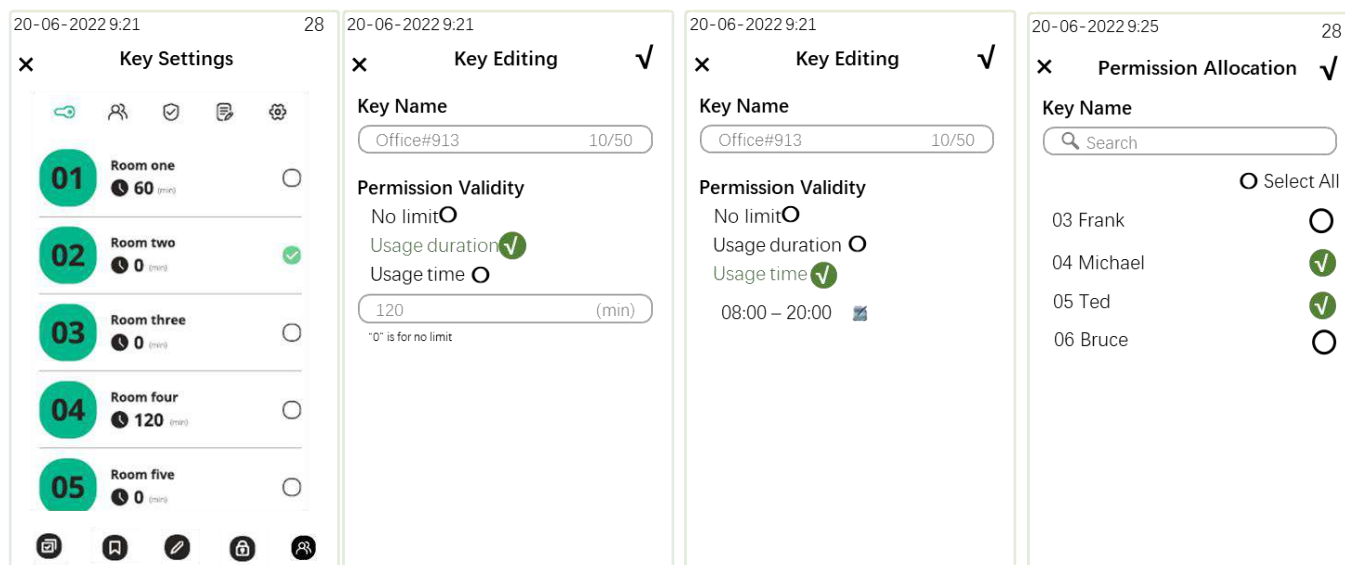 20-06-2022 9:21 28
Key Settings
01 Room one
60 (min)
02 Room two
0 (min)
03 Room three
0 (min)
04 Room four
120 (min)
05 Room five
0 (min)
20-06-2022 9:21
Key Editing
Key Name
Office#913 10/50
Permission Validity
No limit
Usage duration
Usage time
120 (min)
"0" is for no limit
20-06-2022 9:21
Key Editing
Key Name
Office#913 10/50
Permission Validity
No limit
Usage duration
Usage time
08:00 – 20:00
20-06-2022 9:25 28
Permission Allocation
Key Name
Search
Select All
03 Frank
04 Michael
05 Ted
06 Bruce